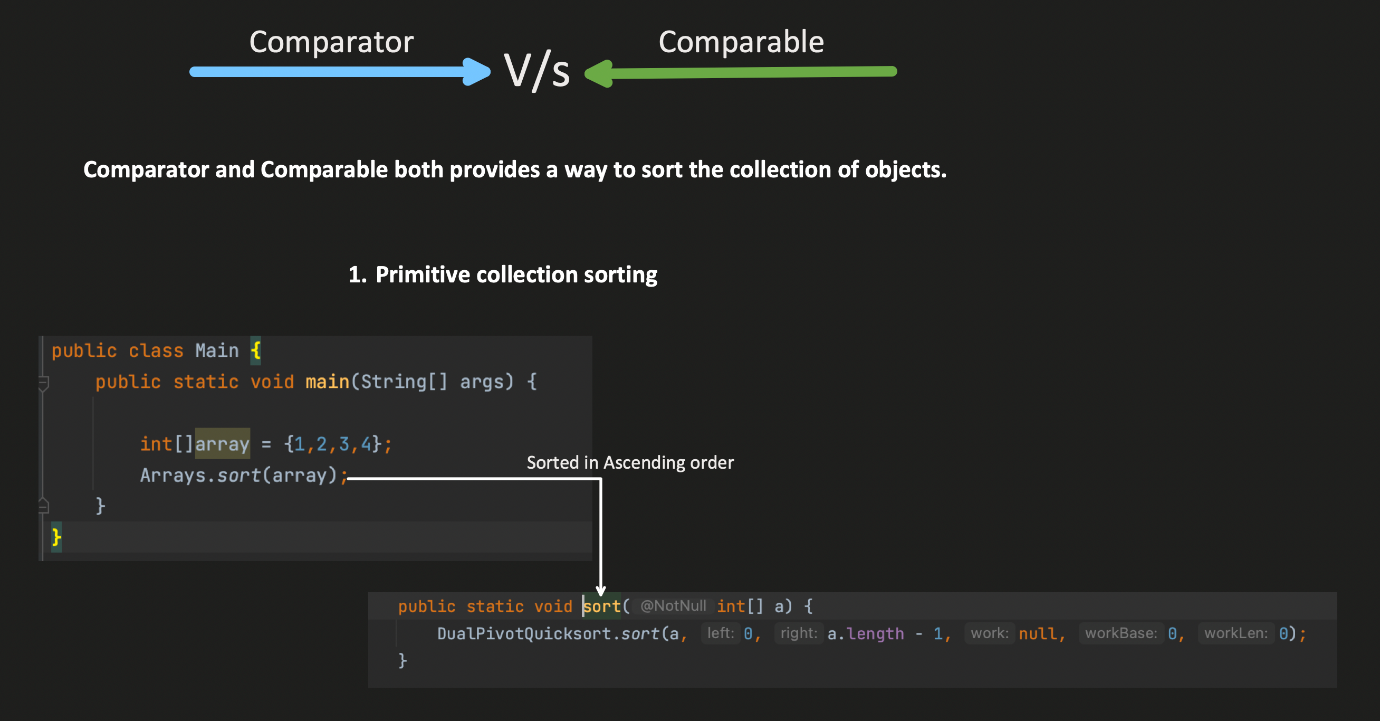 Comparator V/s Comparable
Comparator and Comparable both provides a way to sort the collection of objects.
1. Primitive collection sorting
public class Main {
public static void main(String[] args) {
int[]array = {1,2,3,4};
Arrays.sort(array);
Sorted in Ascending order
}
}
public static void sort( @NotNull int[] a) {
DualPivotQuicksort.sort(a, left: 0, right: a.length - 1, work: null, workBase: 0, workLen: 0);
}